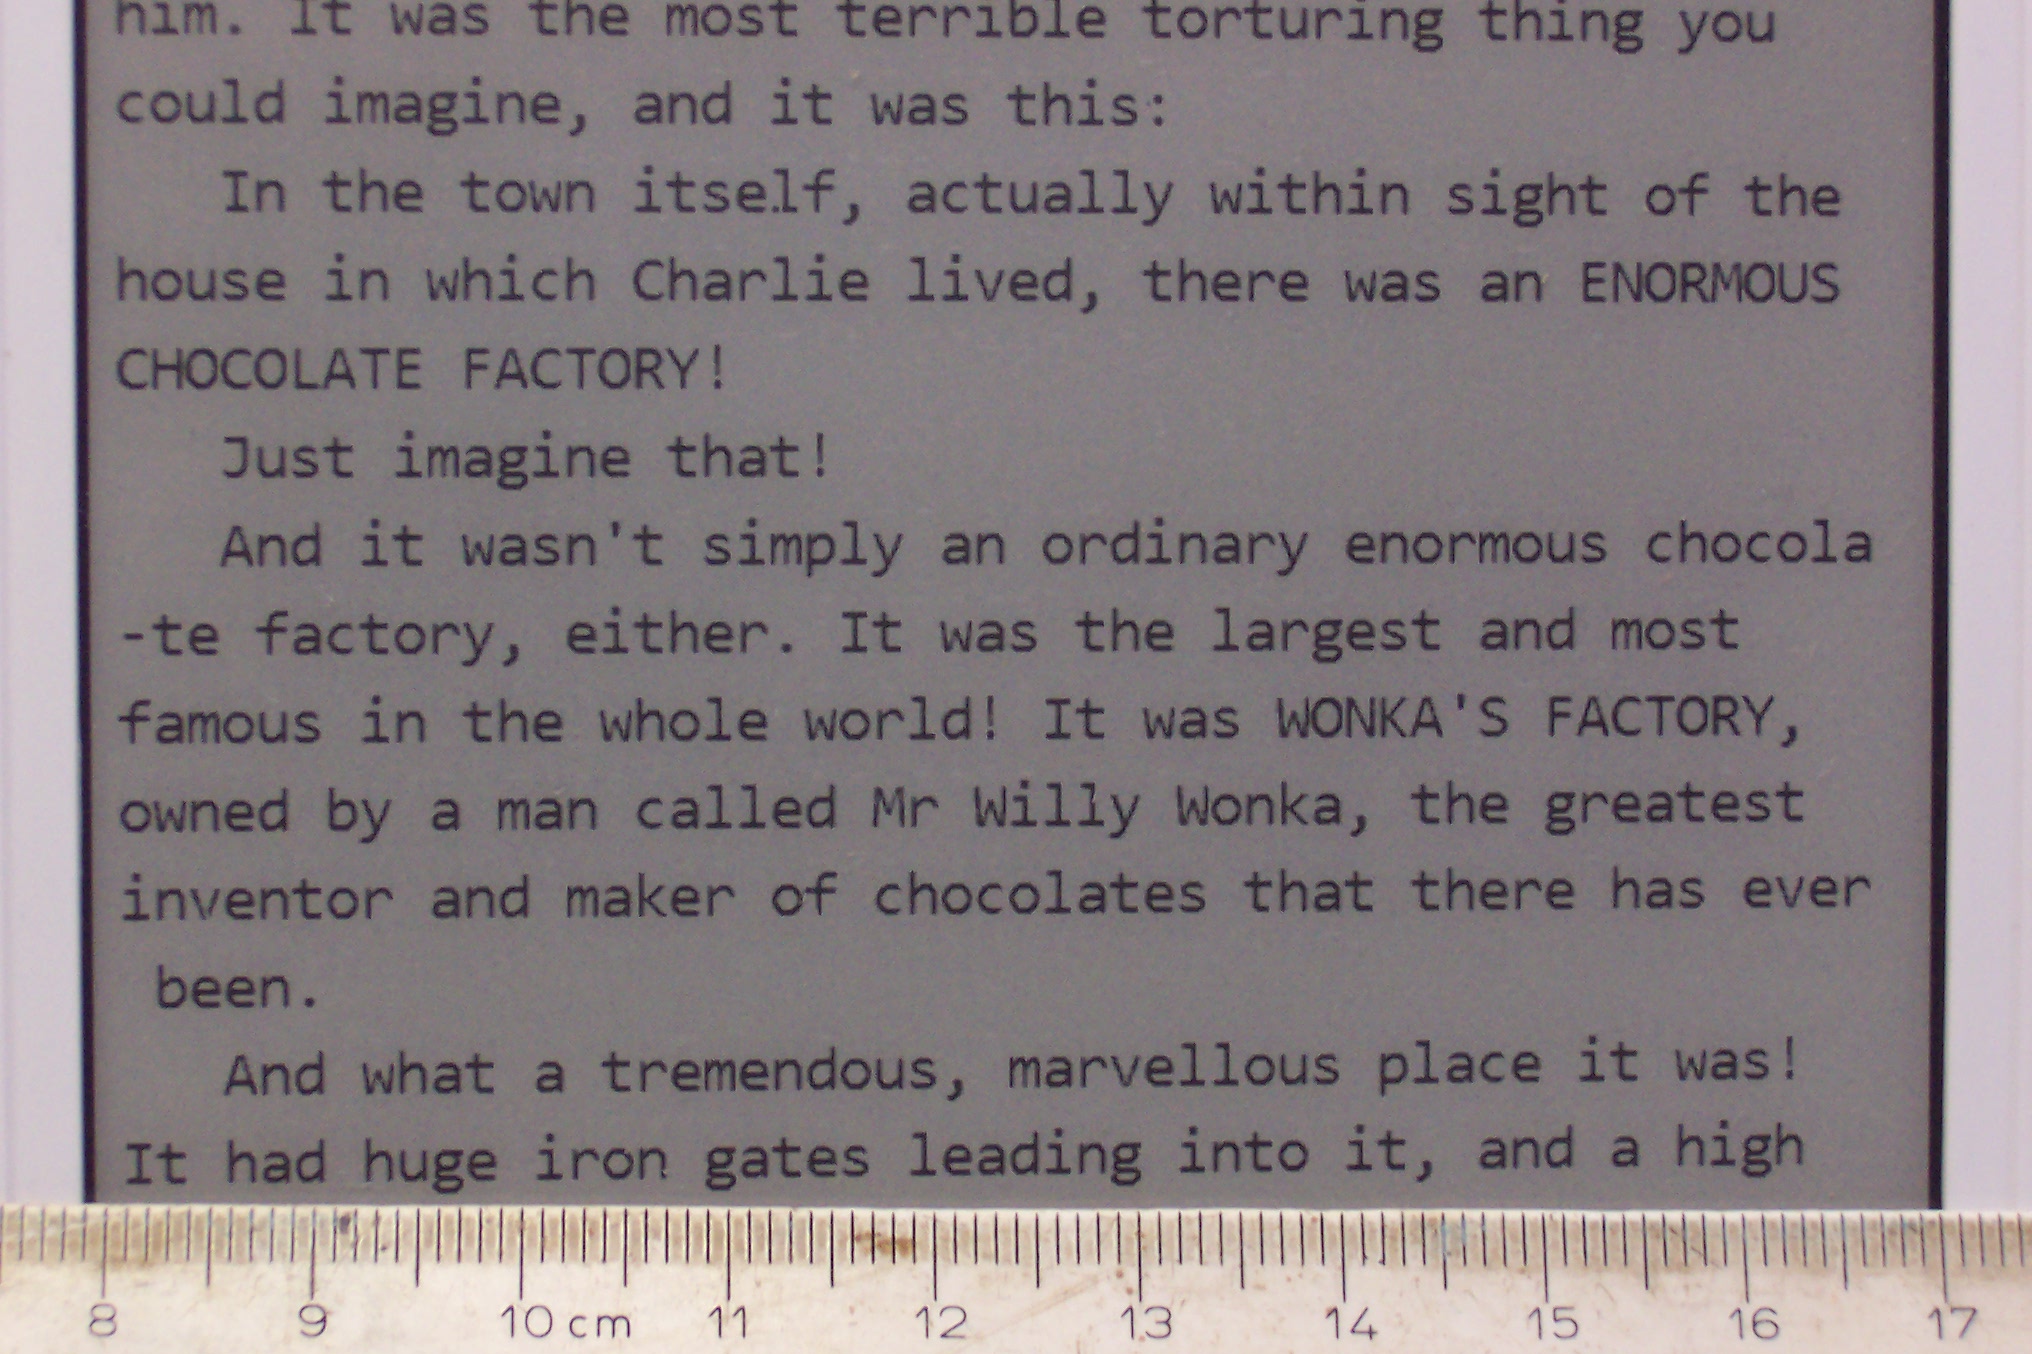 him. It was the most terrible torturing thing you
could imagine, and it was this:
In the town itself, actually within sight of the
house in which Charlie lived, there was an ENORMOUS
CHOCOLATE FACTORY!
Just imagine that!
And it wasn't simply an ordinary enormous chocola
-te factory, either. It was the largest and most
famous in the whole world! It was WONKA'S FACTORY,
owned by a man called Mr Willy Wonka, the greatest
inventor and maker of chocolates that there has ever
been.
And what a tremendous, marvellous place it was!
It had huge iron gates leading into it, and a high
8 9 10 cm 11 12 13 14 15 16 17